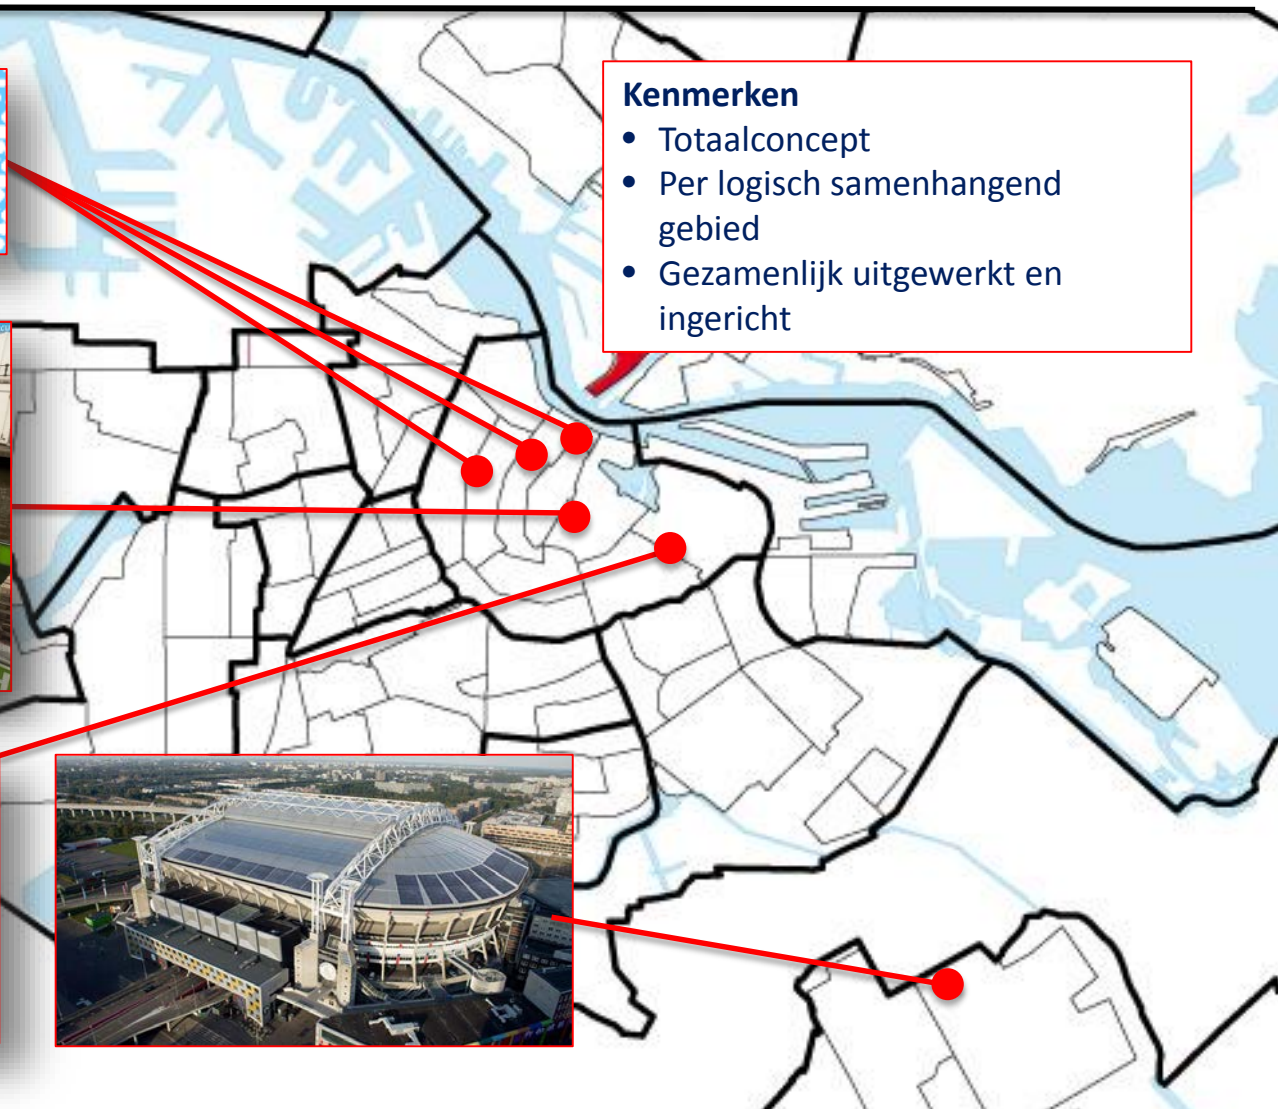 Kenmerken
• Totaalconcept
• Per logisch samenhangend
gebied
• Gezamenlijk uitgewerkt en
ingericht